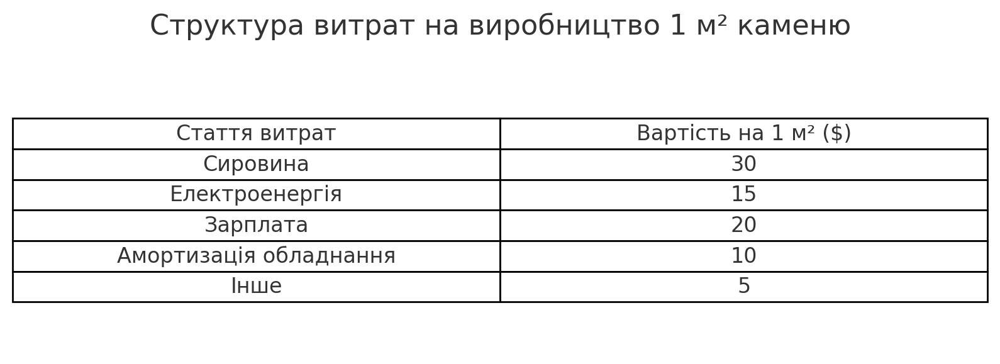 Структура витрат на виробництво 1 м² каменю
Стаття витрат Вартість на 1 м² ($)
Сировина 30
Електроенергія 15
Зарплата 20
Амортизація обладнання 10
Інше 5